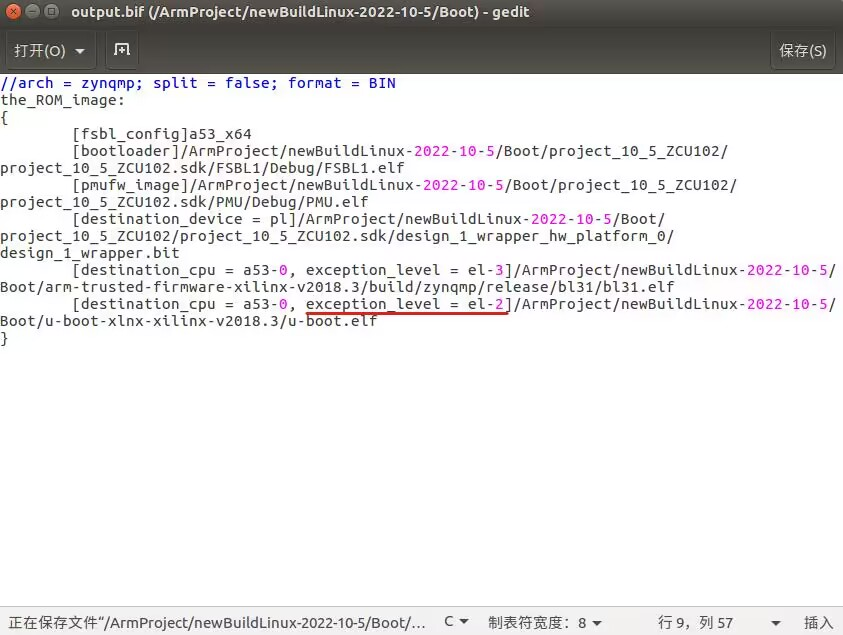 output.bif (/ArmProject/newBuildLinux-2022-10-5/Boot) - gedit
打开(O)
保存(S)
//arch = zynqmp; split = false; format = BIN
the_ROM_image:
{
	[fsbl_config]a53_x64
	[bootloader]/ArmProject/newBuildLinux-2022-10-5/Boot/project_10_5_ZCU102/
project_10_5_ZCU102.sdk/FSBL1/Debug/FSBL1.elf
	[pmufw_image]/ArmProject/newBuildLinux-2022-10-5/Boot/project_10_5_ZCU102/
project_10_5_ZCU102.sdk/PMU/Debug/PMU.elf
	[destination_device = pl]/ArmProject/newBuildLinux-2022-10-5/Boot/
project_10_5_ZCU102/project_10_5_ZCU102.sdk/design_1_wrapper_hw_platform_0/
design_1_wrapper.bit
	[destination_cpu = a53-0, exception_level = el-3]/ArmProject/newBuildLinux-2022-10-5/
Boot/arm-trusted-firmware-xilinx-v2018.3/build/zynqmp/release/bl31/bl31.elf
	[destination_cpu = a53-0, exception_level = el-2]/ArmProject/newBuildLinux-2022-10-5/
Boot/u-boot-xlnx-xilinx-v2018.3/u-boot.elf
}
正在保存文件“/ArmProject/newBuildLinux-2022-10-5/Boot/… C 制表符宽度：8 行 9，列 57 插入